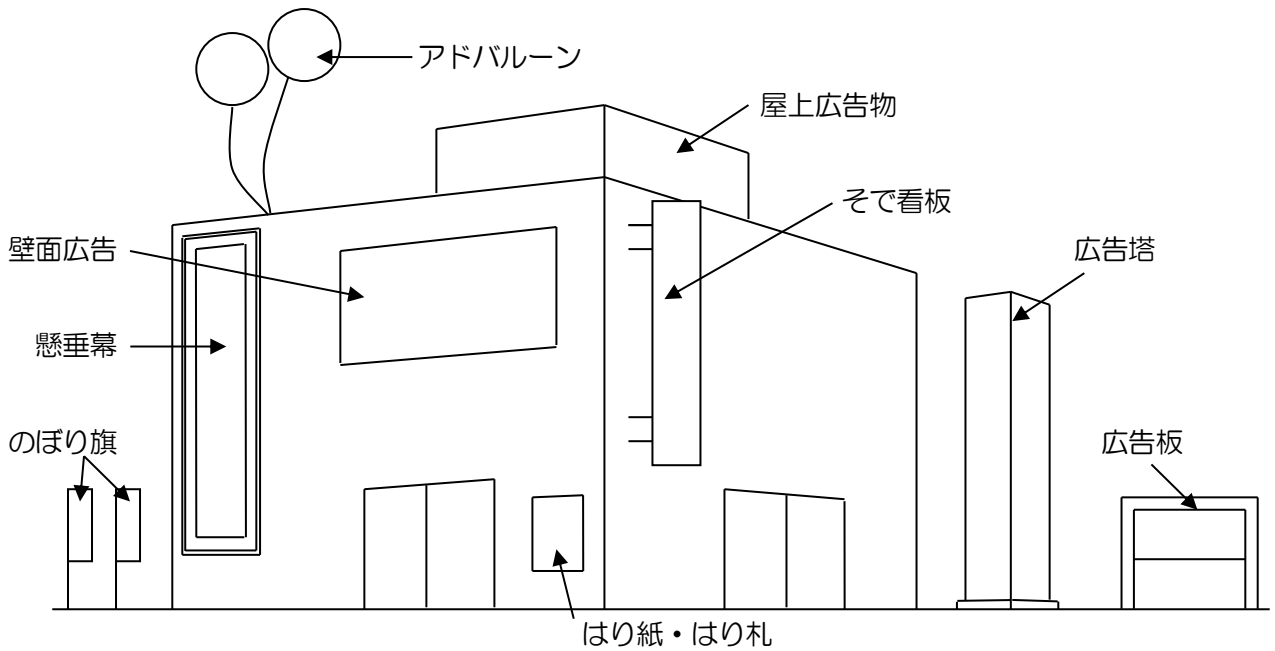 アドバルーン
屋上広告物
そで看板
広告塔
壁面広告
懸垂幕
のぼり旗
広告板
はり紙・はり札